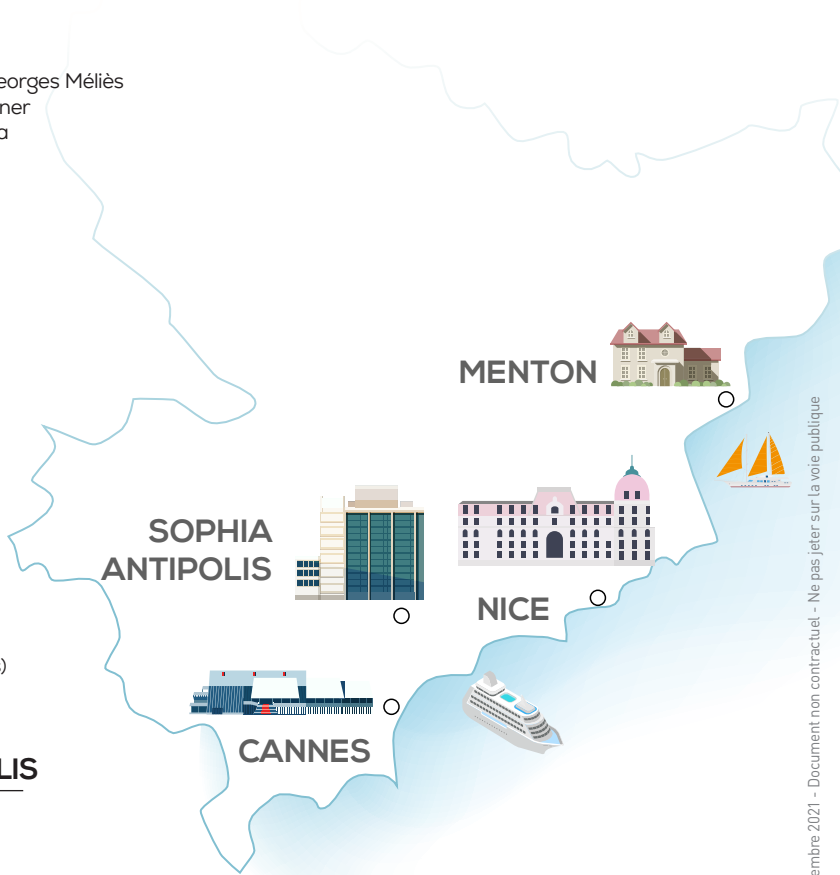 eorges Méliès
ner
a
MENTON
SOPHIA
ANTIPOLIS
NICE
)
CANNES
LIS
embre 2021 - Document non contractuel - Ne pas jeter sur la voie publique